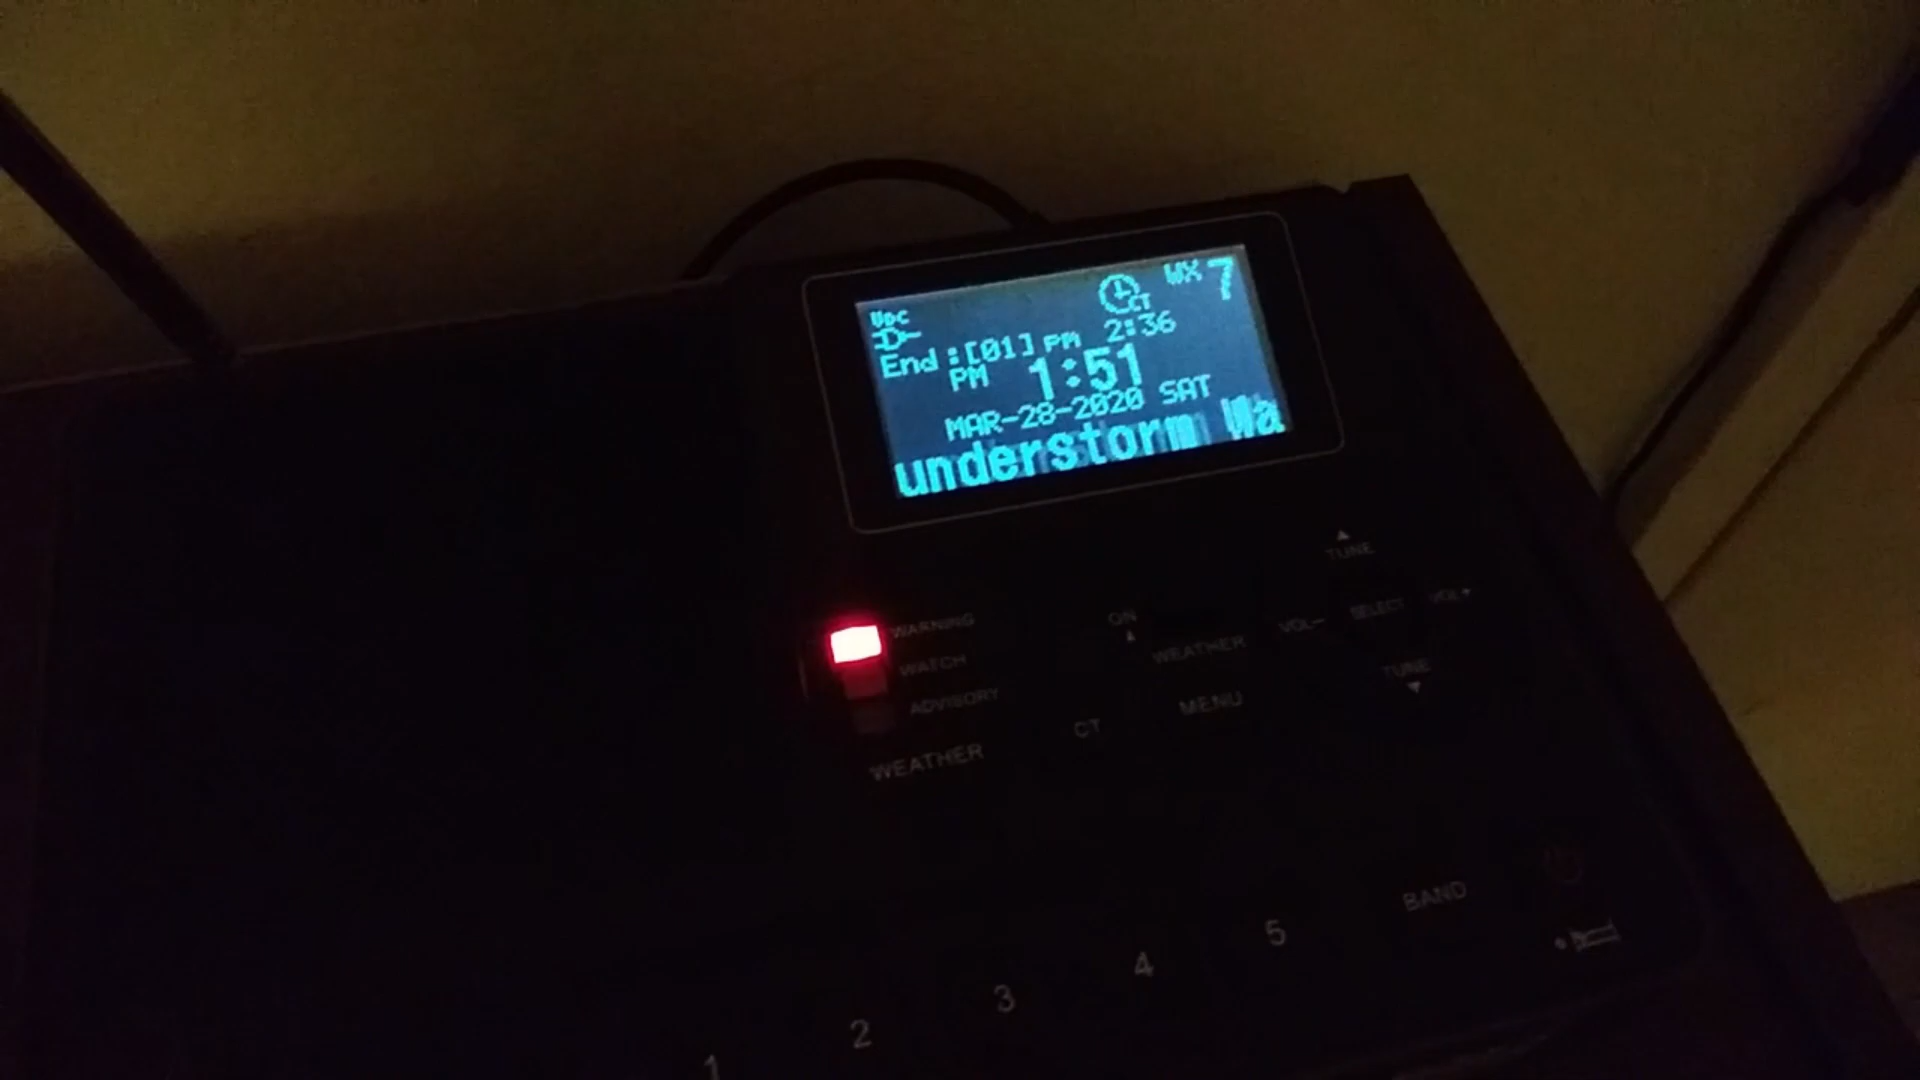 WX 7
CT
VDC
End :[01] PM 2:36
PM 1:51
MAR-28-2020 SAT
understorm Wa
TUNE
WARNING
ON
VOL-
SELECT
VOL+
WATCH
WEATHER
ADVISORY
TUNE
MENU
CT
WEATHER
BAND
5
4
3
2
1